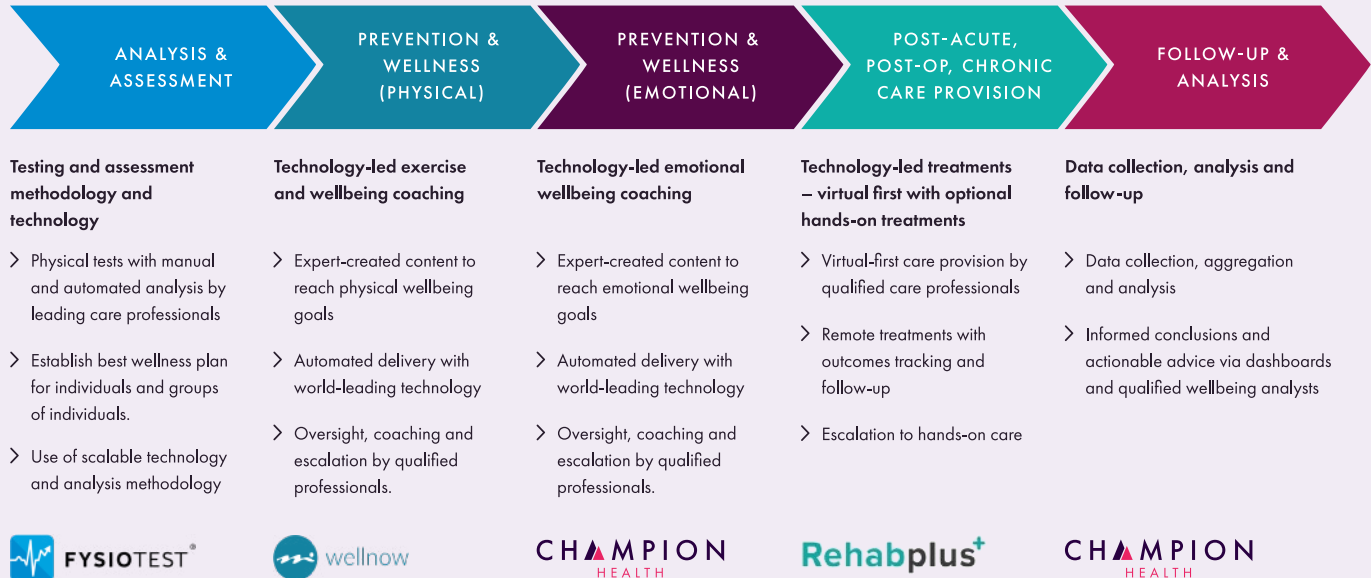 ANALYSIS &
ASSESSMENT
PREVENTION &
WELLNESS
(PHYSICAL)
PREVENTION &
WELLNESS
(EMOTIONAL)
POST-ACUTE,
POST-OP, CHRONIC
CARE PROVISION
FOLLOW-UP &
ANALYSIS
Testing and assessment
methodology and
technology
> Physical tests with manual
and automated analysis by
leading care professionals
> Establish best wellness plan
for individuals and groups
of individuals.
> Use of scalable technology
and analysis methodology
FYSIOTEST®
Technology-led exercise
and wellbeing coaching
> Expert-created content to
reach physical wellbeing
goals
> Automated delivery with
world-leading technology
> Oversight, coaching and
escalation by qualified
professionals.
wellnow
Technology-led emotional
wellbeing coaching
> Expert-created content to
reach emotional wellbeing
goals
> Automated delivery with
world-leading technology
> Oversight, coaching and
escalation by qualified
professionals.
CHAMPION
HEALTH
Technology-led treatments
– virtual first with optional
hands-on treatments
> Virtual-first care provision by
qualified care professionals
> Remote treatments with
outcomes tracking and
follow-up
> Escalation to hands-on care
Rehabplus+
Data collection, analysis and
follow-up
> Data collection, aggregation
and analysis
> Informed conclusions and
actionable advice via dashboards
and qualified wellbeing analysts
CHAMPION
HEALTH